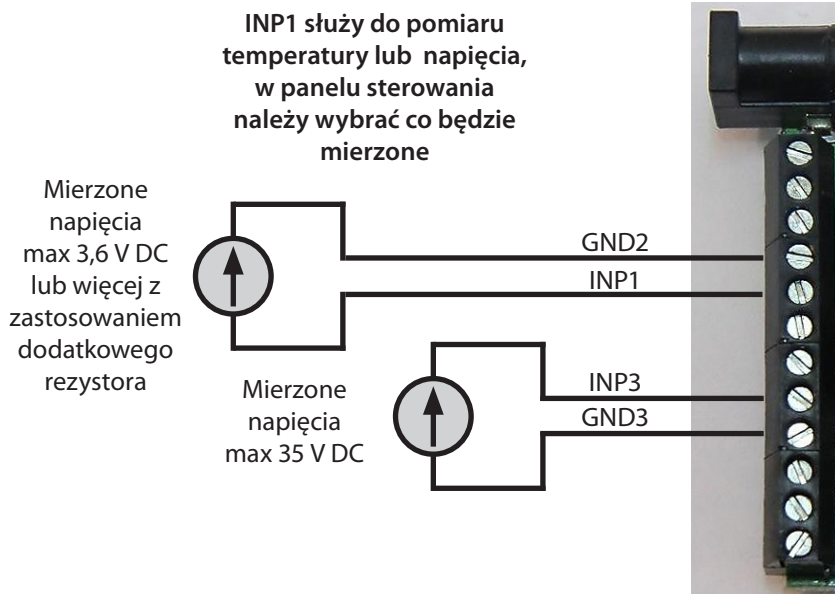 INP1 służy do pomiaru
temperatury lub napięcia,
w panelu sterowania
należy wybrać co będzie
mierzone
Mierzone
napięcia
max 3,6 V DC
lub więcej z
zastosowaniem
dodatkowego
rezystora
GND2
INP1
Mierzone
napięcia
max 35 V DC
INP3
GND3